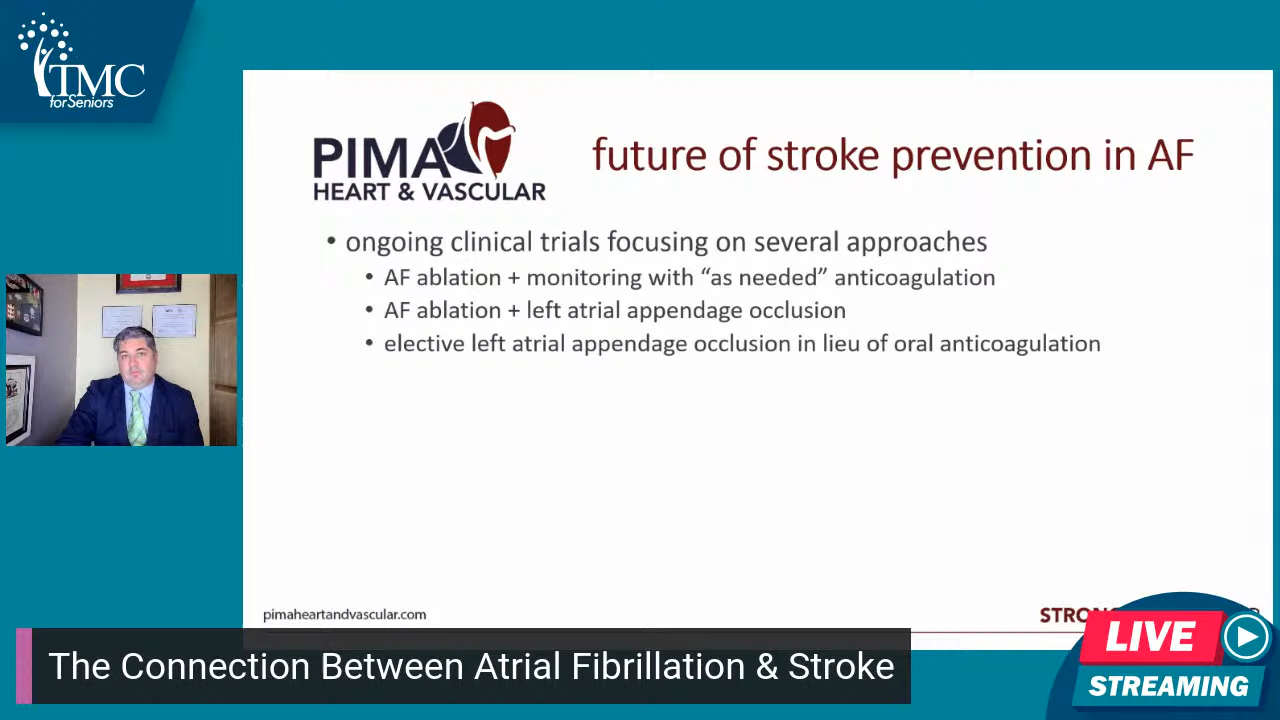 TMC
for Seniors
PIMA
HEART & VASCULAR
future of stroke prevention in AF
• ongoing clinical trials focusing on several approaches
• AF ablation + monitoring with “as needed” anticoagulation
• AF ablation + left atrial appendage occlusion
• elective left atrial appendage occlusion in lieu of oral anticoagulation
pimaheartandvascular.com
The Connection Between Atrial Fibrillation & Stroke
LIVE
STREAMING